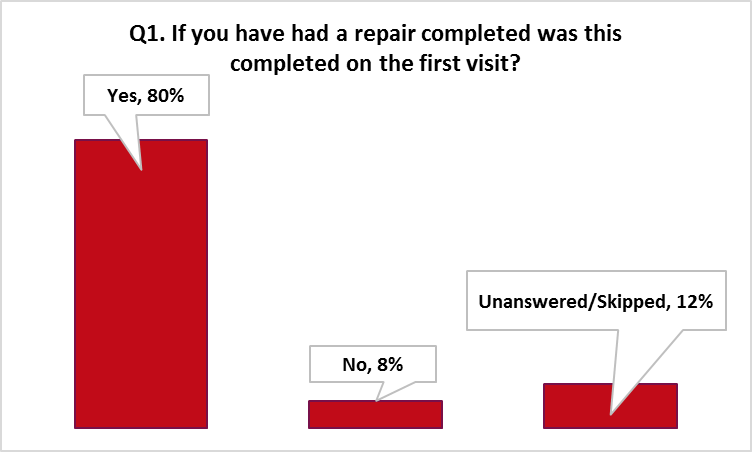 Q1. If you have had a repair completed was this
completed on the first visit?
Yes, 80%
No, 8%
Unanswered/Skipped, 12%